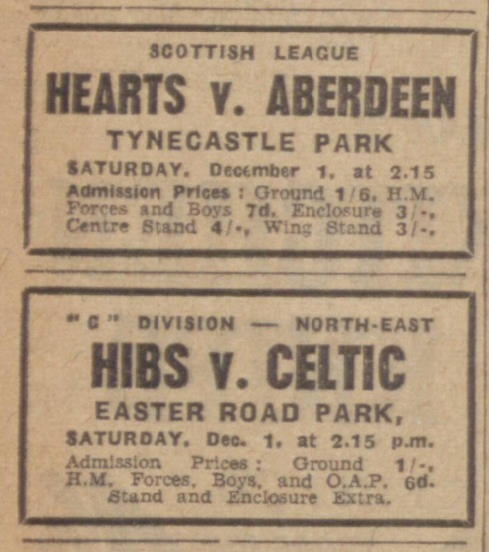 SCOTTISH LEAGUE
HEARTS v. ABERDEEN
TYNECASTLE PARK
SATURDAY, December 1, at 2.15
Admission Prices : Ground 1/6, H.M.
Forces and Boys 7d, Enclosure 3/-,
Centre Stand 4/-, Wing Stand 3/-.
"C" DIVISION — NORTH-EAST
HIBS v. CELTIC
EASTER ROAD PARK,
SATURDAY, Dec. 1, at 2.15 p.m.
Admission Prices : Ground 1/-,
H.M. Forces, Boys, and O.A.P. 6d.
Stand and Enclosure Extra.